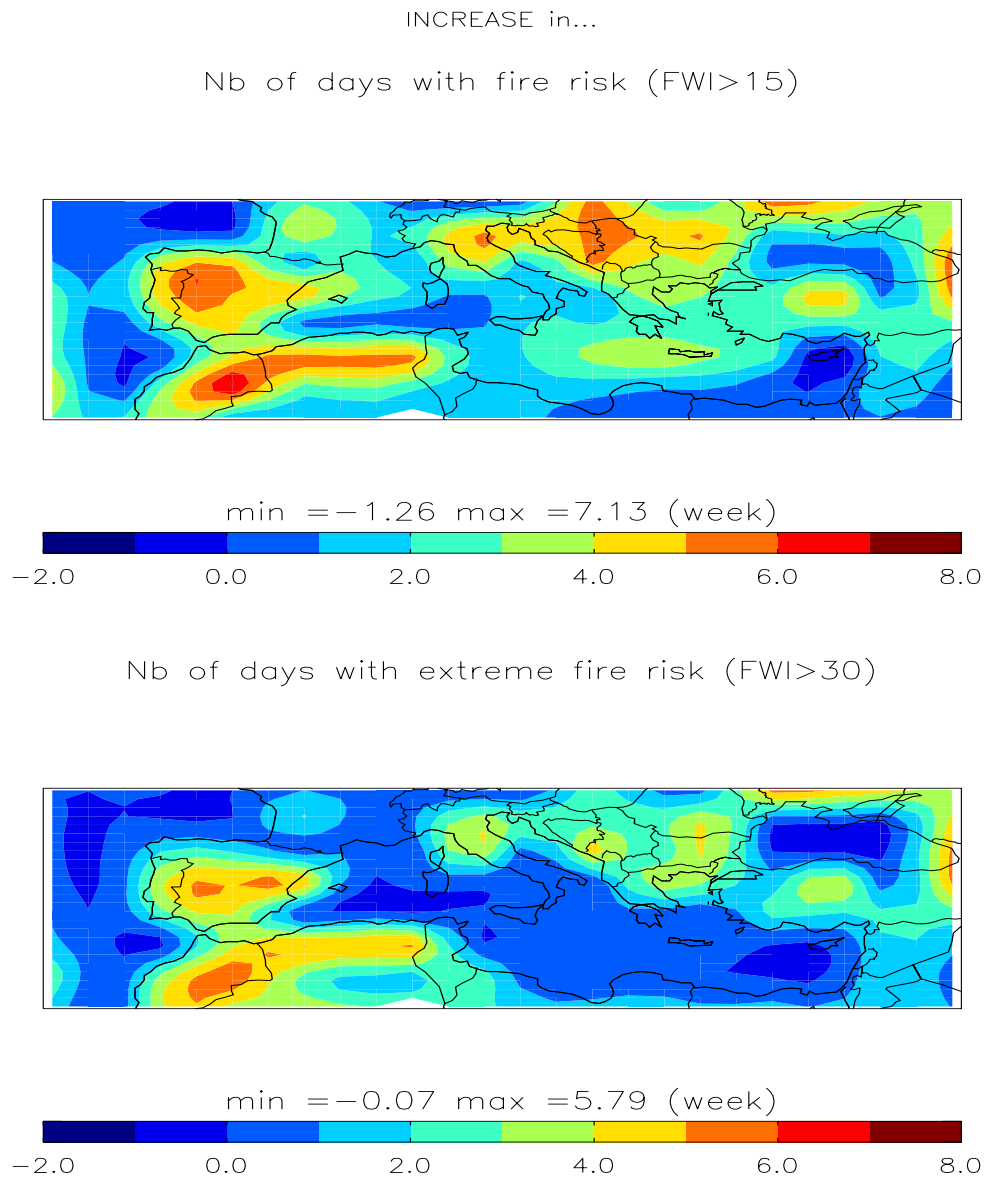 INCREASE in...
Nb of days with fire risk (FWI>15)
min =−1.26 max =7.13 (week)
−2.0 0.0 2.0 4.0 6.0 8.0
Nb of days with extreme fire risk (FWI>30)
min =−0.07 max =5.79 (week)
−2.0 0.0 2.0 4.0 6.0 8.0